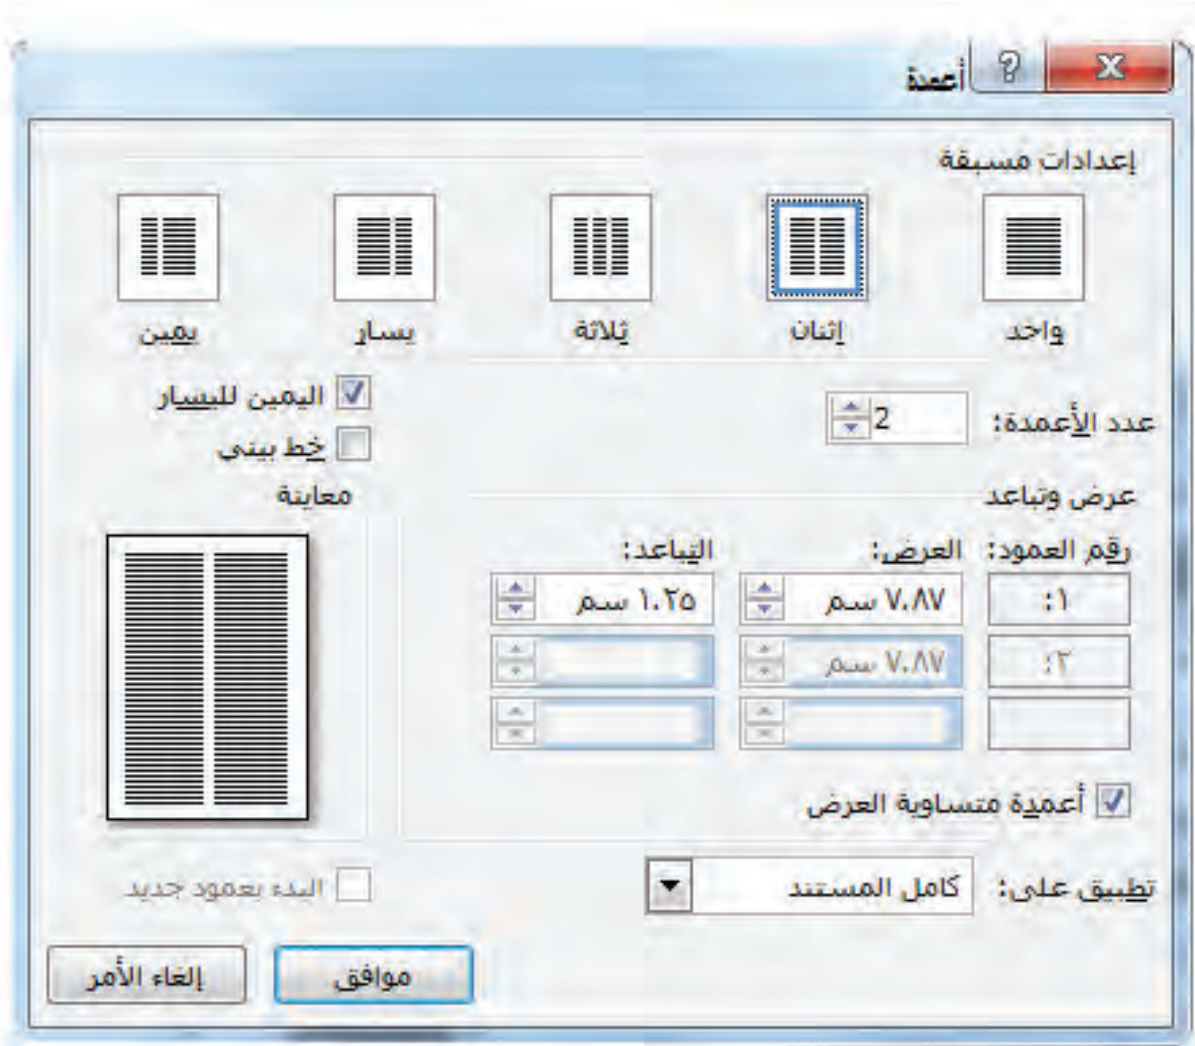 أعمدة
إعدادات مسبقة
واحد إثنان ثلاثة يسار يمين
عدد الأعمدة: 2
اليمين لليسار
خط بيني
عرض وتباعد
معاينة
رقم العمود: العرض: التباعد:
١: ٧.٨٧ سم ١.٢٥ سم
٢: ٧.٨٧ سم
أعمدة متساوية العرض
تطبيق على: كامل المستند
البدء بعمود جديد
موافق إلغاء الأمر